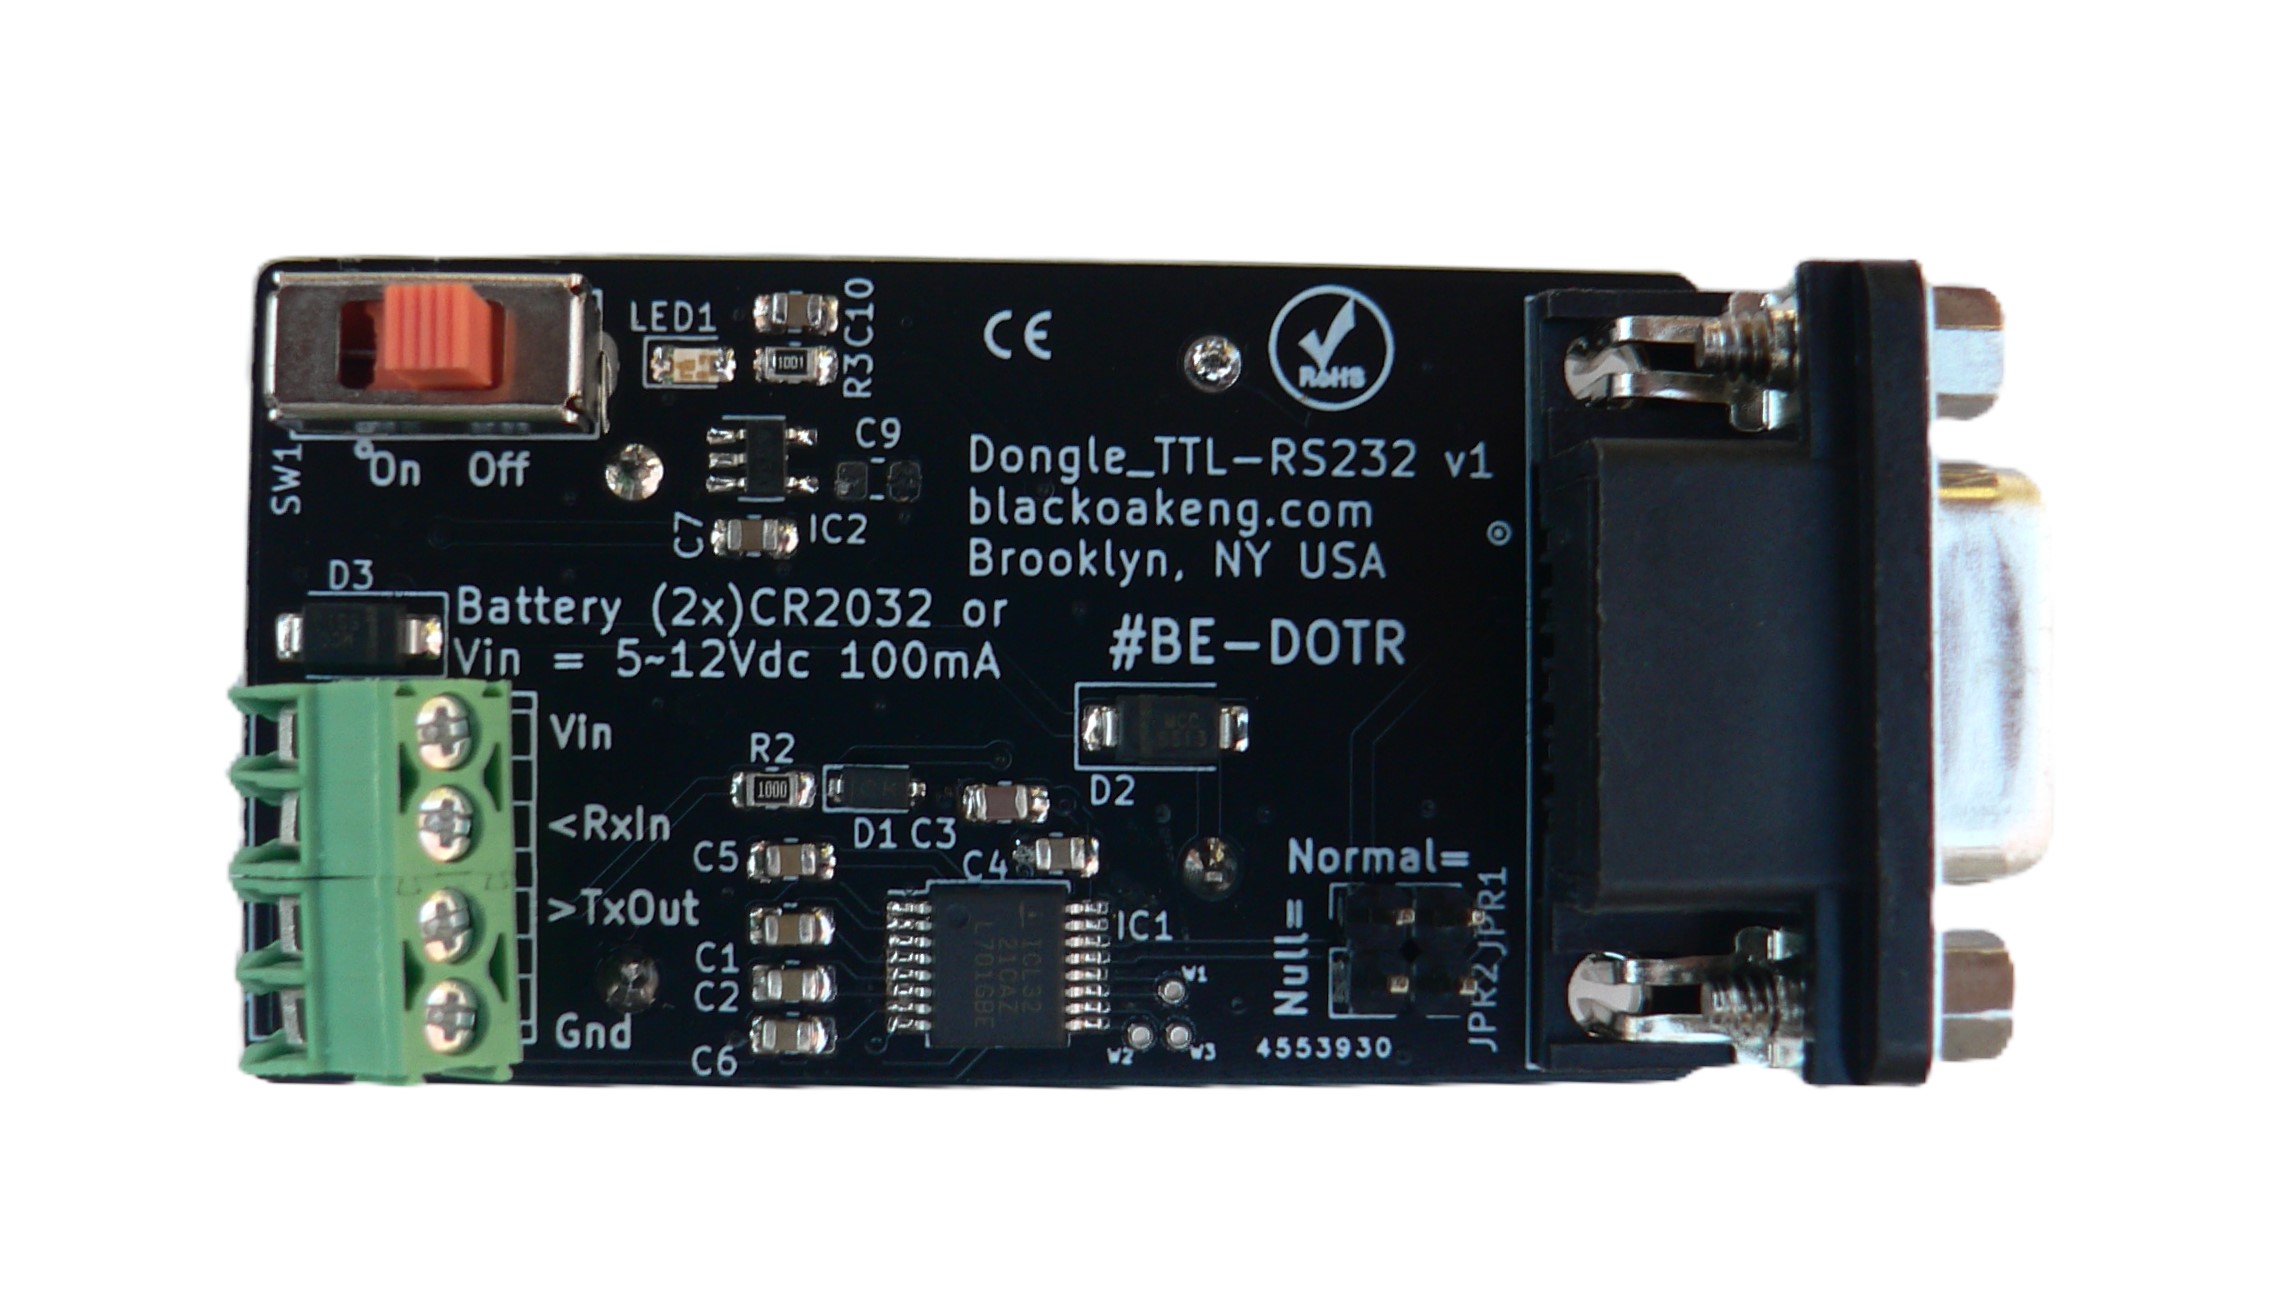 LED1
C10
R3
1001
CE
RoHS
SW1
On
Off
C9
C7
IC2
Dongle_TTL-RS232 v1
blackoakeng.com
Brooklyn, NY USA
D3
Battery (2x)CR2032 or
Vin = 5~12Vdc 100mA
#BE-DOTR
Vin
<RxIn
>TxOut
Gnd
R2
1000
D1
C3
D2
C5
C4
C1
C2
C6
IC1
ICL32
21CAZ
L701GBE
W1
W2
W3
Normal=
Null=
JPR1
JPR2
4553930